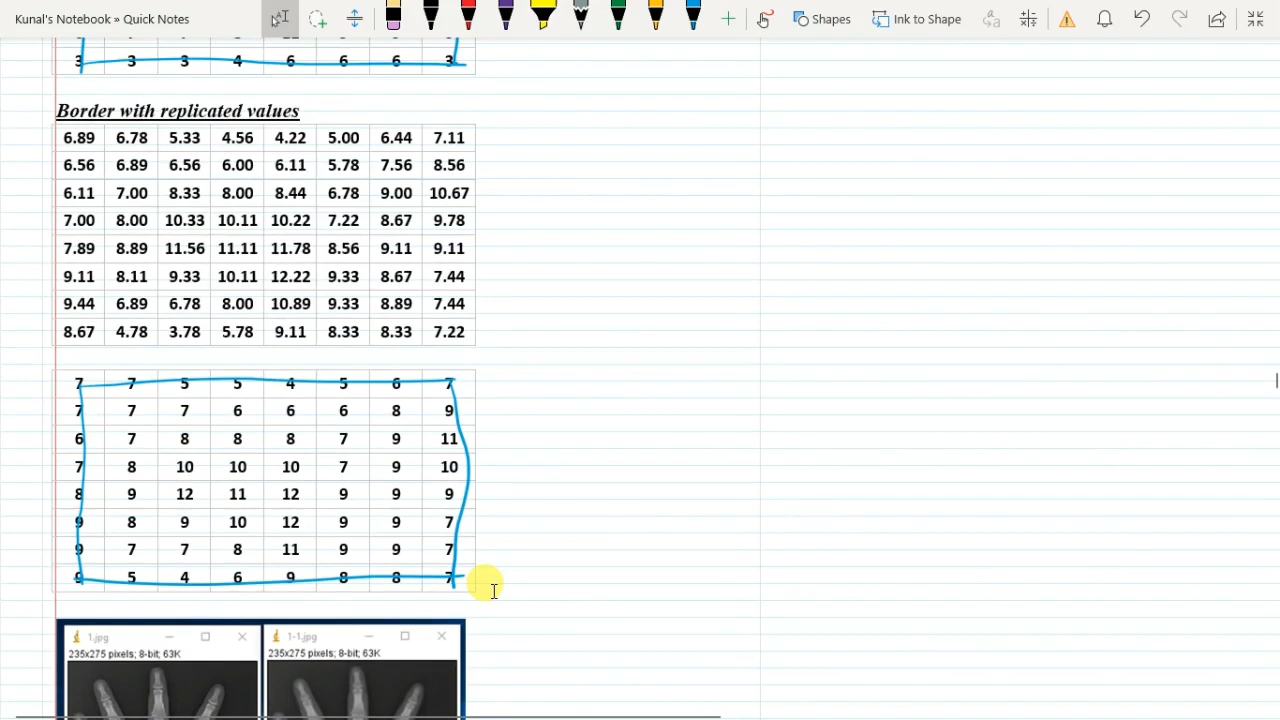 Kunal's Notebook » Quick Notes
Shapes
Ink to Shape
3 3 3 4 6 6 6 3
Border with replicated values
6.89 6.78 5.33 4.56 4.22 5.00 6.44 7.11
6.56 6.89 6.56 6.00 6.11 5.78 7.56 8.56
6.11 7.00 8.33 8.00 8.44 6.78 9.00 10.67
7.00 8.00 10.33 10.11 10.22 7.22 8.67 9.78
7.89 8.89 11.56 11.11 11.78 8.56 9.11 9.11
9.11 8.11 9.33 10.11 12.22 9.33 8.67 7.44
9.44 6.89 6.78 8.00 10.89 9.33 8.89 7.44
8.67 4.78 3.78 5.78 9.11 8.33 8.33 7.22
7 7 5 5 4 5 6 7
7 7 7 6 6 6 8 9
6 7 8 8 8 7 9 11
7 8 10 10 10 7 9 10
8 9 12 11 12 9 9 9
9 8 9 10 12 9 9 7
9 7 7 8 11 9 9 7
9 5 4 6 9 8 8 7
1.jpg
235x275 pixels; 8-bit; 63K
1-1.jpg
235x275 pixels; 8-bit; 63K